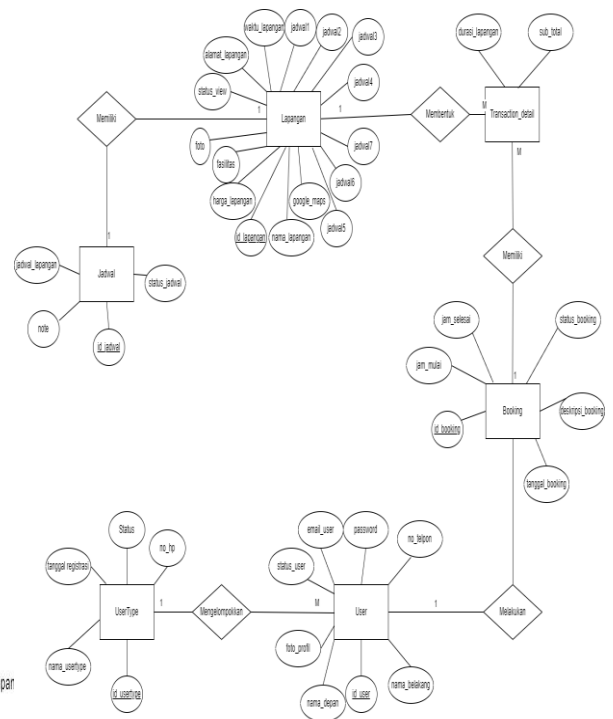 waktu_lapangan
jadwal1
jadwal2
jadwal3
durasi_lapangan
sub_total
alamat_lapangan
status_view
jadwal4
Lapangan
Memiliki
1
1
Membentuk
M
Transaction_detail
foto
jadwal7
fasilitas
M
jadwal6
harga_lapangan
google_maps
jadwal5
id_lapangan
nama_lapangan
1
Memiliki
jadwal_lapangan
Jadwal
status_jadwal
note
id_jadwal
jam_selesai
status_booking
jam_mulai
1
Booking
deskripsi_booking
id_booking
tanggal_booking
Status
email_user
password
no_telpon
no_hp
tanggal registrasi
status_user
UserType
1
Mengelompokkan
M
User
1
Melakukan
foto_profil
nama_usertype
id_usertype
nama_depan
id_user
nama_belakang